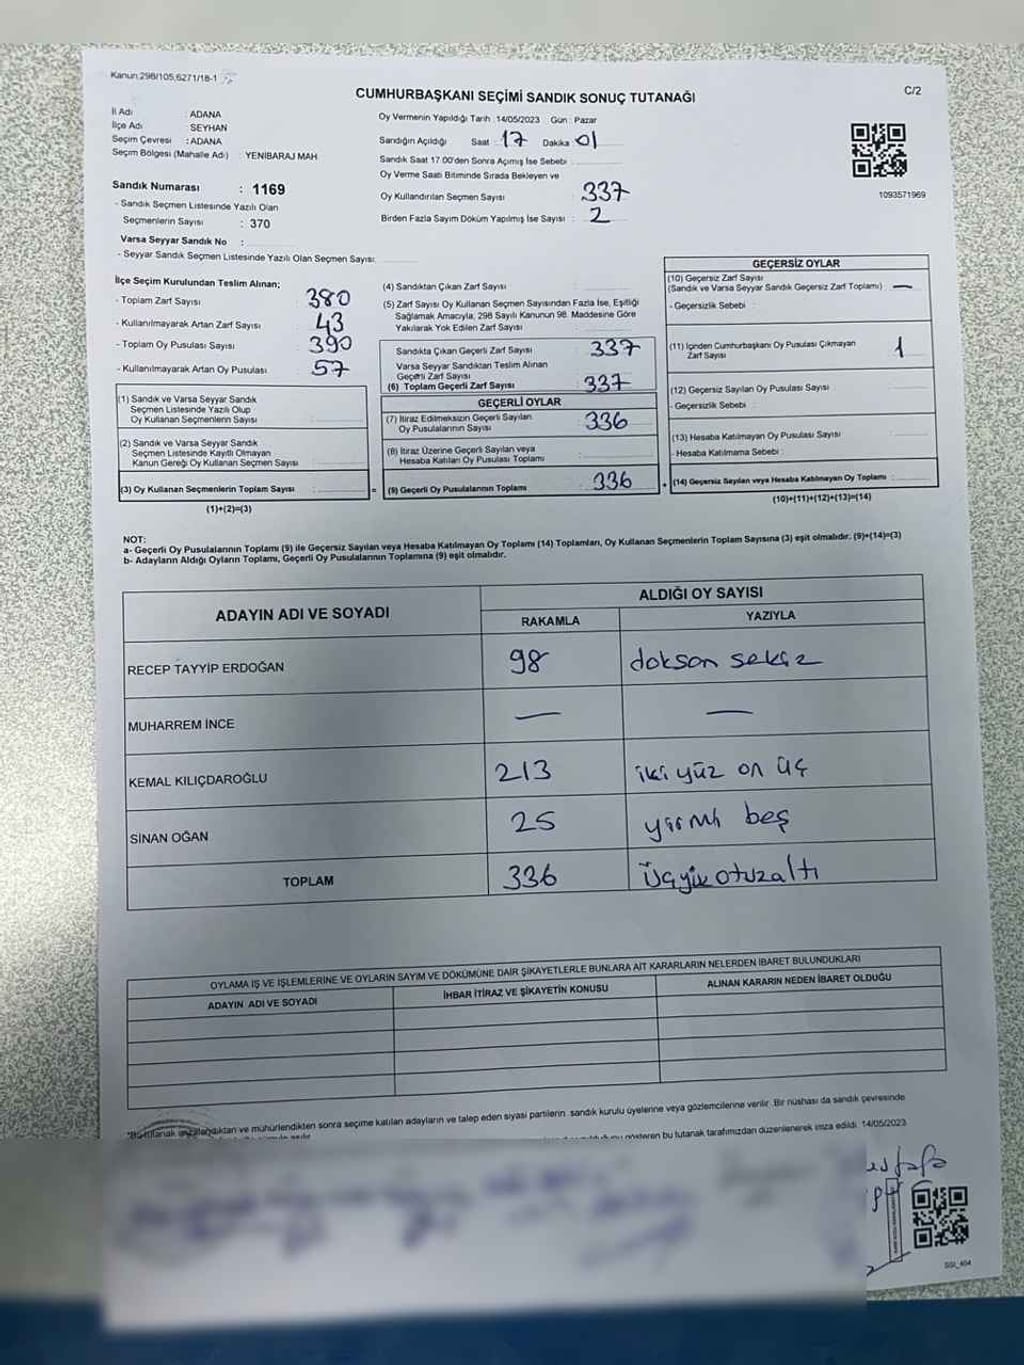 Kanun:298/105,6271/18-1
C/2
CUMHURBAŞKANI SEÇİMİ SANDIK SONUÇ TUTANAĞI
İl Adı : ADANA
İlçe Adı : SEYHAN
Seçim Çevresi : ADANA
Seçim Bölgesi (Mahalle Adı) : YENİBARAJ MAH
Sandık Numarası : 1169
- Sandık Seçmen Listesinde Yazılı Olan
Seçmenlerin Sayısı : 370
Varsa Seyyar Sandık No :
- Seyyar Sandık Seçmen Listesinde Yazılı Olan Seçmen Sayısı:
Oy Vermenin Yapıldığı Tarih :14/05/2023 Gün : Pazar
Sandığın Açıldığı Saat : 17 Dakika : 01
Sandık Saat 17:00'den Sonra Açımış İse Sebebi :
Oy Verme Saati Bitiminde Sırada Bekleyen ve
Oy Kullandırılan Seçmen Sayısı : 337
Birden Fazla Sayım Döküm Yapılmış İse Sayısı : 2
1093571969
İlçe Seçim Kurulundan Teslim Alınan;
- Toplam Zarf Sayısı : 380
- Kullanılmayarak Artan Zarf Sayısı : 43
- Toplam Oy Pusulası Sayısı : 390
- Kullanılmayarak Artan Oy Pusulası : 57
(1) Sandık ve Varsa Seyyar Sandık
Seçmen Listesinde Yazılı Olup
Oy Kullanan Seçmenlerin Sayısı :
(2) Sandık ve Varsa Seyyar Sandık
Seçmen Listesinde Kayıtlı Olmayan
Kanun Gereği Oy Kullanan Seçmen Sayısı :
(3) Oy Kullanan Seçmenlerin Toplam Sayısı :
(1)+(2)=(3)
(4) Sandıktan Çıkan Zarf Sayısı :
(5) Zarf Sayısı Oy Kullanan Seçmen Sayısından Fazla İse, Eşitliği
Sağlamak Amacıyla, 298 Sayılı Kanunun 98. Maddesine Göre
Yakılarak Yok Edilen Zarf Sayısı :
Sandıkta Çıkan Geçerli Zarf Sayısı : 337
Varsa Seyyar Sandıktan Teslim Alınan
Geçerli Zarf Sayısı :
(6) Toplam Geçerli Zarf Sayısı : 337
GEÇERLİ OYLAR
(7) İtiraz Edilmeksizin Geçerli Sayılan
Oy Pusulalarının Sayısı : 336
(8) İtiraz Üzerine Geçerli Sayılan veya
Hesaba Katılan Oy Pusulası Toplamı :
= (9) Geçerli Oy Pusulalarının Toplamı : 336
GEÇERSİZ OYLAR
(10) Geçersiz Zarf Sayısı
(Sandık ve Varsa Seyyar Sandık Geçersiz Zarf Toplamı) : —
- Geçersizlik Sebebi :
(11) İçinden Cumhurbaşkanı Oy Pusulası Çıkmayan
Zarf Sayısı : 1
(12) Geçersiz Sayılan Oy Pusulası Sayısı :
- Geçersizlik Sebebi :
(13) Hesaba Katılmayan Oy Pusulası Sayısı :
- Hesaba Katılmama Sebebi :
+ (14) Geçersiz Sayılan veya Hesaba Katılmayan Oy Toplamı :
(10)+(11)+(12)+(13)=(14)
NOT:
a- Geçerli Oy Pusulalarının Toplamı (9) ile Geçersiz Sayılan veya Hesaba Katılmayan Oy Toplamı (14) Toplamları, Oy Kullanan Seçmenlerin Toplam Sayısına (3) eşit olmalıdır. (9)+(14)=(3)
b- Adayların Aldığı Oyların Toplamı, Geçerli Oy Pusulalarının Toplamına (9) eşit olmalıdır.
ADAYIN ADI VE SOYADI
ALDIĞI OY SAYISI
RAKAMLA YAZIYLA
RECEP TAYYİP ERDOĞAN 98 doksan sekiz
MUHARREM İNCE — —
KEMAL KILIÇDAROĞLU 213 iki yüz on üç
SİNAN OĞAN 25 yirmi beş
TOPLAM 336 Üçyüz otuzaltı
OYLAMA İŞ VE İŞLEMLERİNE VE OYLARIN SAYIM VE DÖKÜMÜNE DAİR ŞİKAYETLERLE BUNLARA AİT KARARLARIN NELERDEN İBARET BULUNDUKLARI
ADAYIN ADI VE SOYADI İHBAR İTİRAZ VE ŞİKAYETİN KONUSU ALINAN KARARIN NEDEN İBARET OLDUĞU
tutanak imzalandıktan ve mühürlendikten sonra seçime katılan adayların ve talep eden siyasi partilerin sandık kurulu üyelerine veya gözlemcilerine verilir. Bir nüshası da sandık çevresinde
gösteren bu tutanak tarafımızdan düzenlenerek imza edildi. 14/05/2023